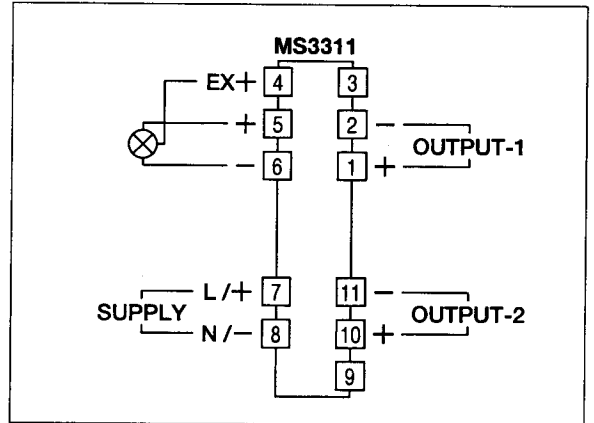 MS3311
EX+ 4 3
+ 5 2 −
OUTPUT-1
− 6 1 +
L/+ 7 11 −
SUPPLY OUTPUT-2
N/− 8 10 +
9